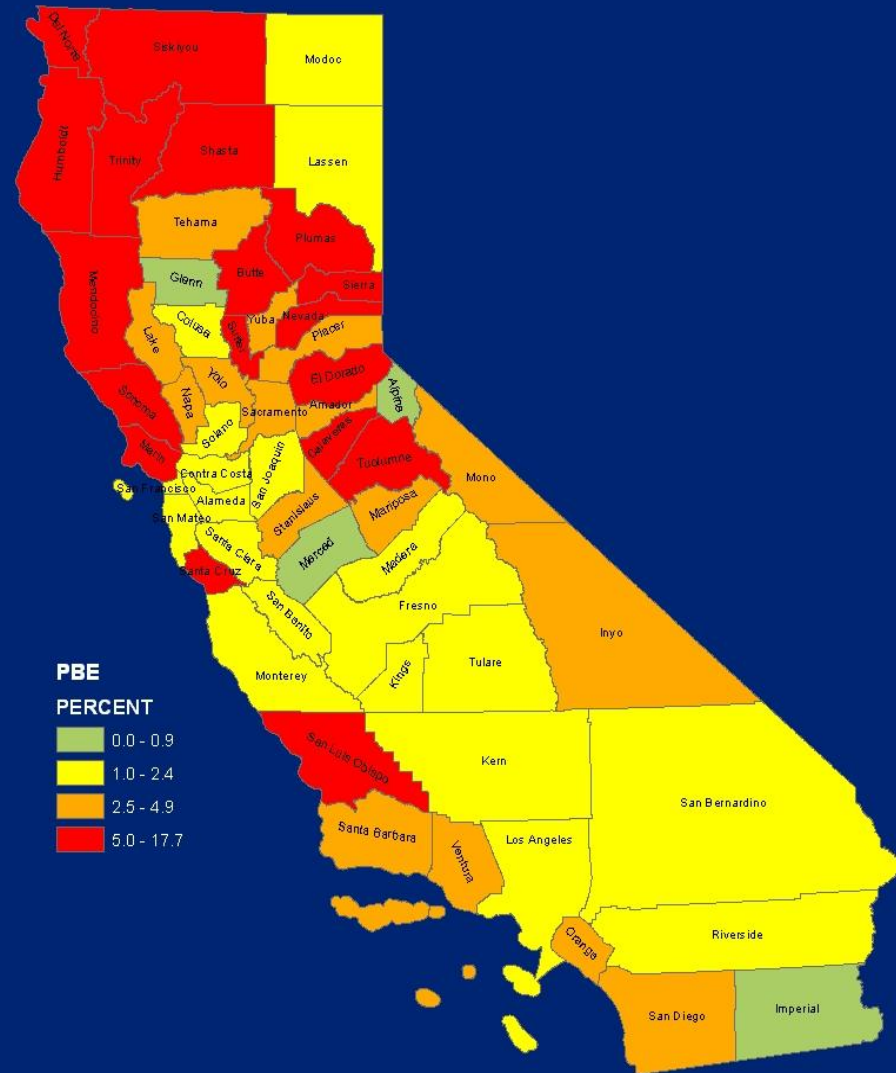 Del Norte
Siskiyou
Modoc
Humboldt
Trinity
Shasta
Lassen
Tehama
Plumas
Mendocino
Glenn
Butte
Sierra
Colusa
Lake
Sutter
Yuba
Nevada
Placer
Sonoma
Napa
Yolo
Sacramento
El Dorado
Alpine
Amador
Solano
Marin
Calaveras
Tuolumne
Contra Costa
San Joaquin
Mono
San Francisco
Alameda
San Mateo
Stanislaus
Mariposa
Santa Clara
Merced
Madera
Santa Cruz
San Benito
Fresno
Inyo
Monterey
Kings
Tulare
San Luis Obispo
Kern
San Bernardino
Santa Barbara
Ventura
Los Angeles
Orange
Riverside
San Diego
Imperial
PBE
PERCENT
0.0 - 0.9
1.0 - 2.4
2.5 - 4.9
5.0 - 17.7